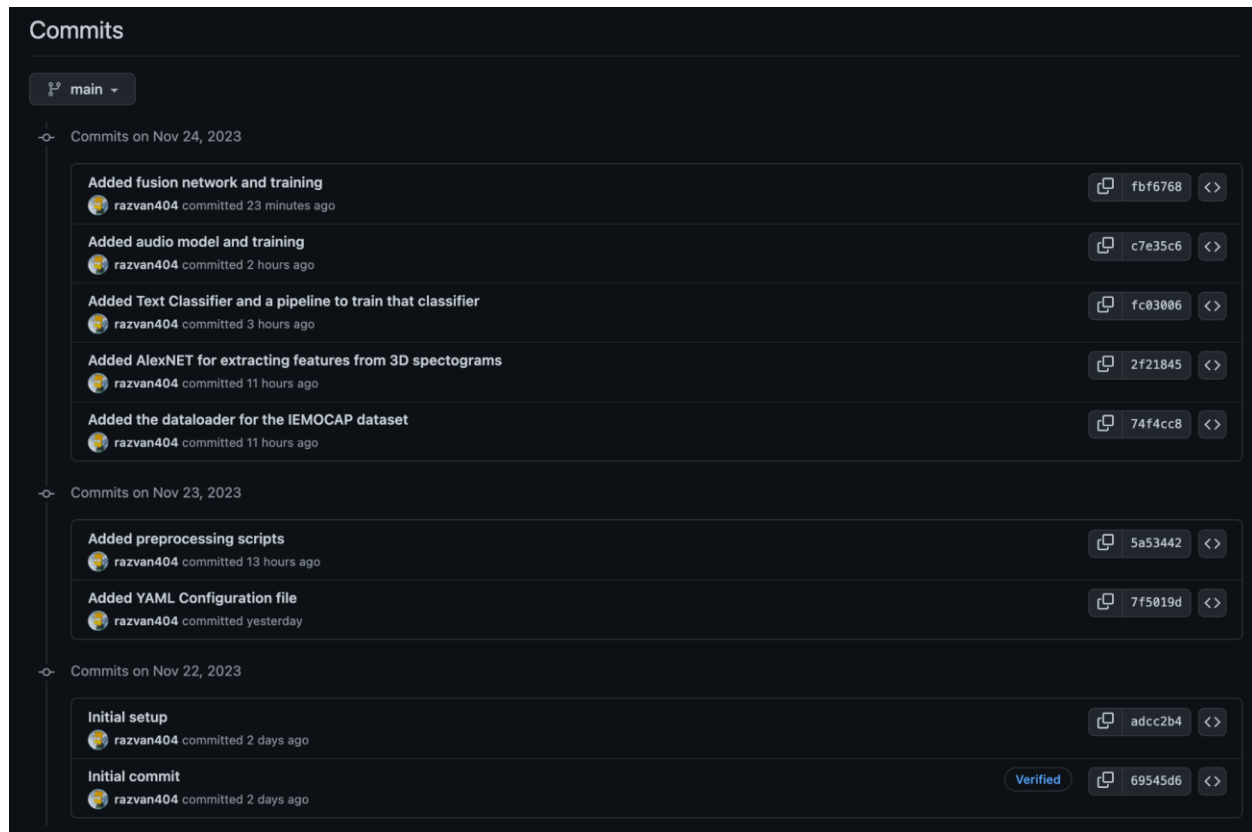 Commits
main
Commits on Nov 24, 2023
Added fusion network and training
fbf6768
razvan404 committed 23 minutes ago
Added audio model and training
c7e35c6
razvan404 committed 2 hours ago
Added Text Classifier and a pipeline to train that classifier
fc03006
razvan404 committed 3 hours ago
Added AlexNET for extracting features from 3D spectograms
2f21845
razvan404 committed 11 hours ago
Added the dataloader for the IEMOCAP dataset
74f4cc8
razvan404 committed 11 hours ago
Commits on Nov 23, 2023
Added preprocessing scripts
5a53442
razvan404 committed 13 hours ago
Added YAML Configuration file
7f5019d
razvan404 committed yesterday
Commits on Nov 22, 2023
Initial setup
adcc2b4
razvan404 committed 2 days ago
Initial commit
Verified
69545d6
razvan404 committed 2 days ago